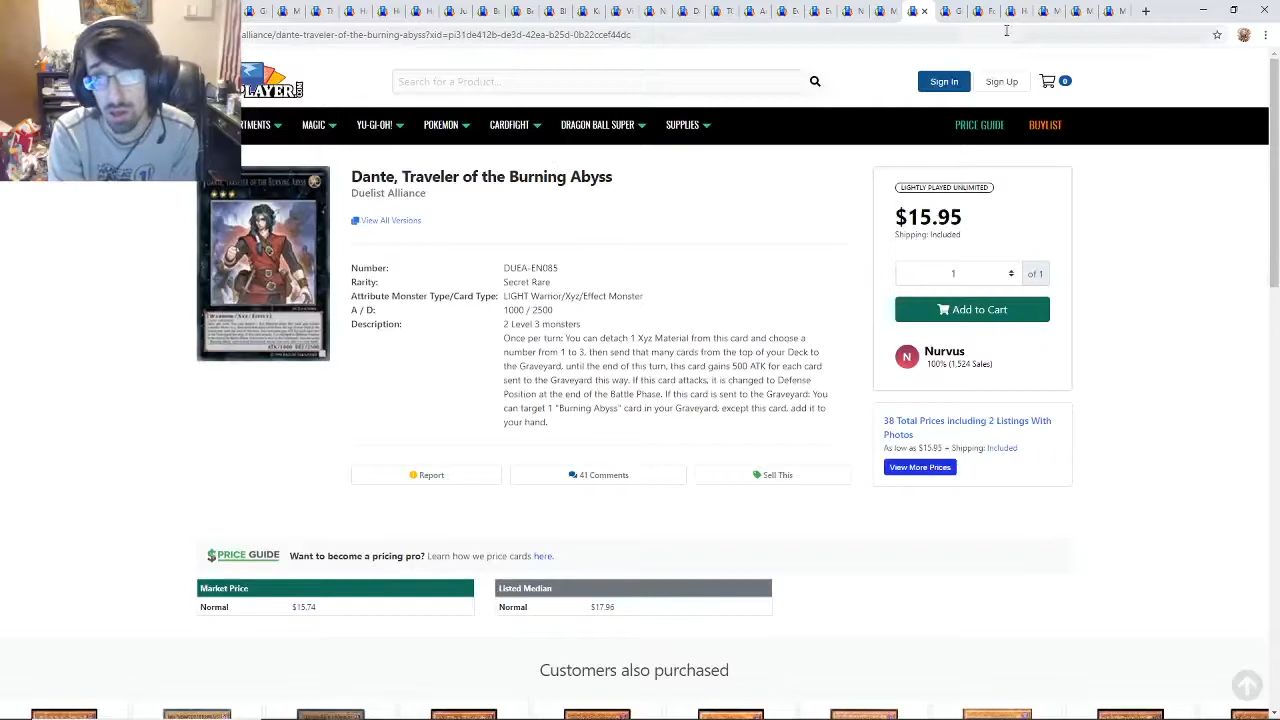 alliance/dante-traveler-of-the-burning-abyss?xid=pi31de412b-de3d-42ea-b25d-0b22ccef44dc
PLAYER
Search for a Product...
Sign In
Sign Up
0
MAGIC
YU-GI-OH!
POKEMON
CARDFIGHT
DRAGON BALL SUPER
SUPPLIES
PRICE GUIDE
BUYLIST
DANTE, TRAVELER OF THE BURNING ABYSS
Dante, Traveler of the Burning Abyss
Duelist Alliance
View All Versions
Number: DUEA-EN085
Rarity: Secret Rare
Attribute Monster Type/Card Type: LIGHT Warrior/Xyz/Effect Monster
A / D: 1000 / 2500
Description: 2 Level 3 monsters
Once per turn: You can detach 1 Xyz Material from this card and choose a
number from 1 to 3, then send that many cards from the top of your Deck to
the Graveyard, until the end of this turn, this card gains 500 ATK for each card
sent to the Graveyard this way. If this card attacks, it is changed to Defense
Position at the end of the Battle Phase. If this card is sent to the Graveyard: You
can target 1 "Burning Abyss" card in your Graveyard, except this card, add it to
your hand.
Report
41 Comments
Sell This
LIGHTLY PLAYED UNLIMITED
$15.95
Shipping: Included
1
of 1
Add to Cart
N
Nurvus
100% (1,524 Sales)
38 Total Prices including 2 Listings With
Photos
As low as $15.95 + Shipping: Included
View More Prices
PRICE GUIDE
Want to become a pricing pro? Learn how we price cards here.
Market Price
Normal $15.74
Listed Median
Normal $17.96
Customers also purchased